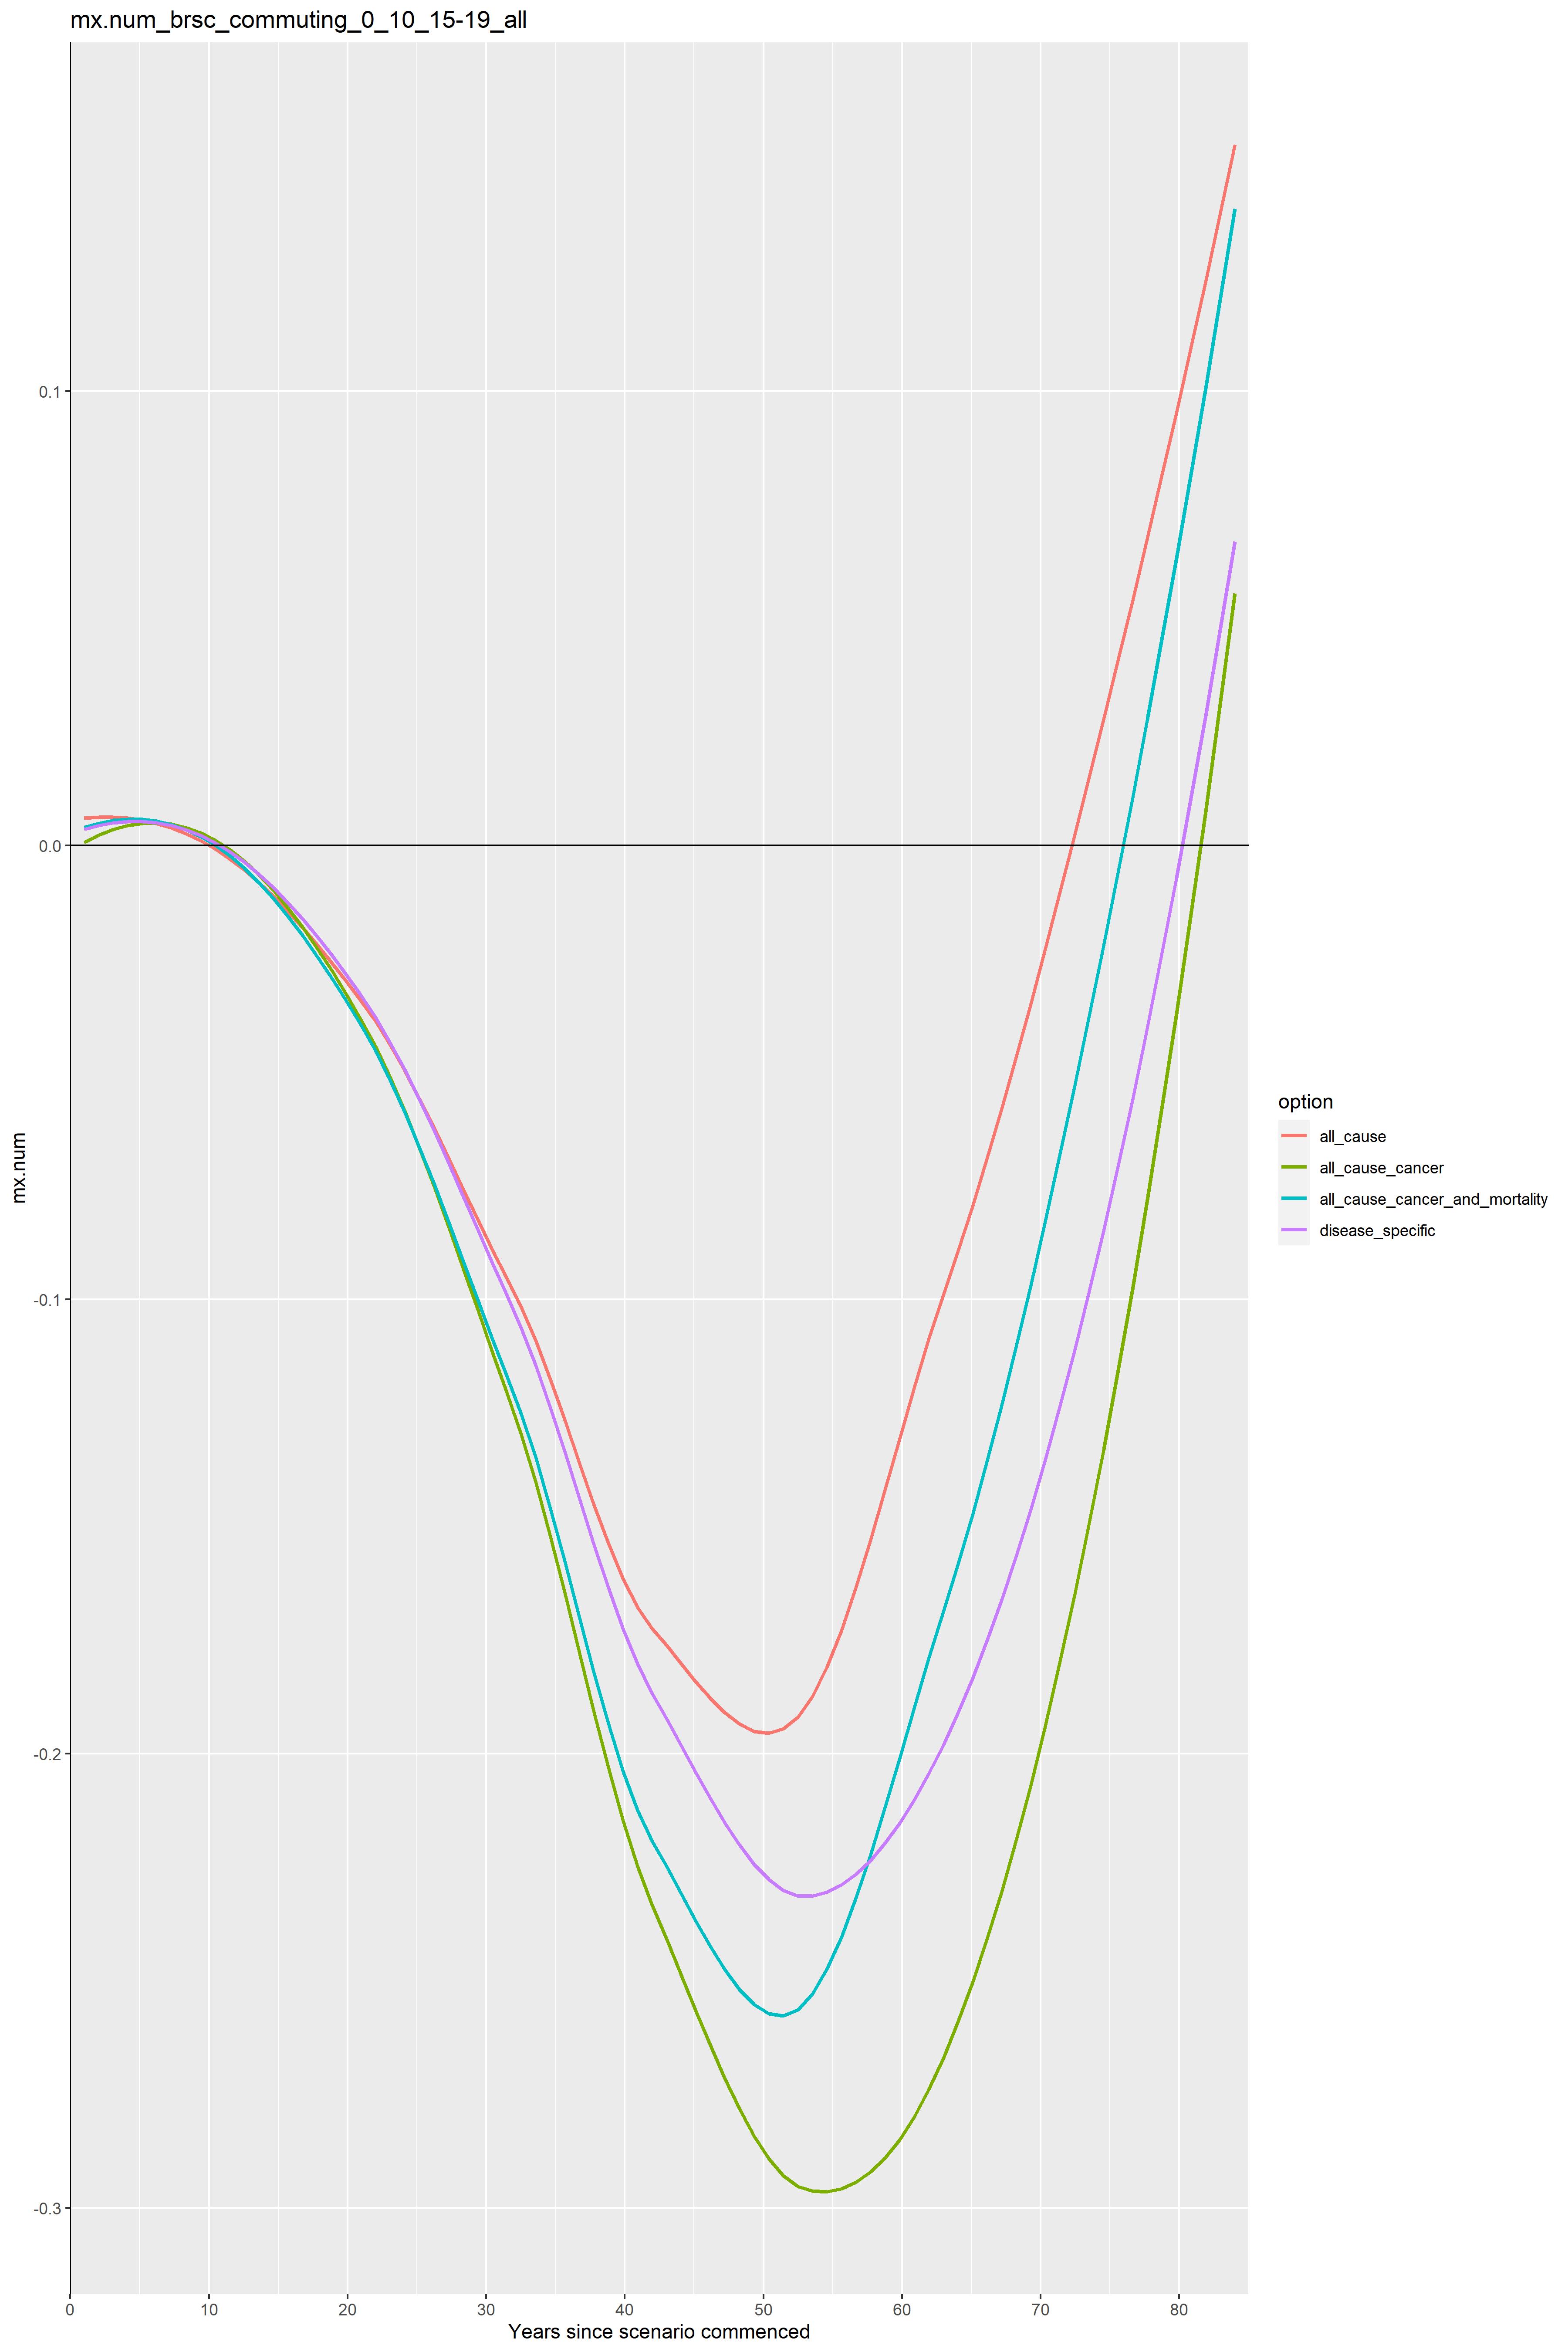 mx.num_brsc_commuting_0_10_15-19_all
0.1
0.0
-0.1
-0.2
-0.3
mx.num
0 10 20 30 40 50 60 70 80
Years since scenario commenced
option
all_cause
all_cause_cancer
all_cause_cancer_and_mortality
disease_specific